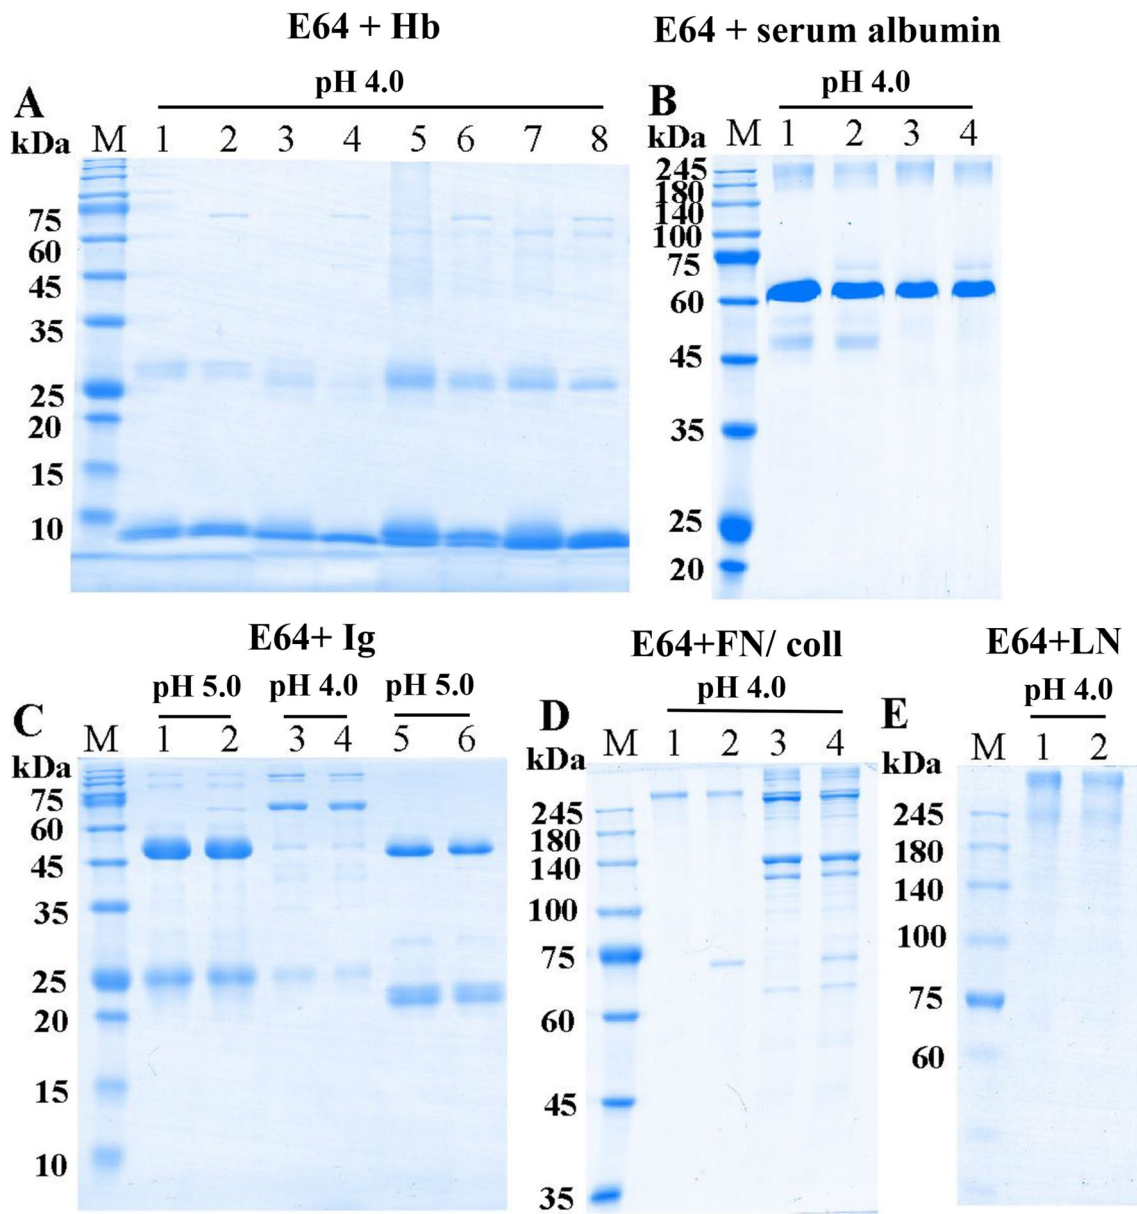 E64 + Hb
pH 4.0
A
kDa M 1 2 3 4 5 6 7 8
75
60
45
35
25
20
15
10
E64 + serum albumin
pH 4.0
B
kDa M 1 2 3 4
245
180
140
100
75
60
45
35
25
20
E64+ Ig
pH 5.0 pH 4.0 pH 5.0
C
kDa M 1 2 3 4 5 6
75
60
45
35
25
20
15
10
E64+FN/ coll
pH 4.0
D
kDa M 1 2 3 4
245
180
140
100
75
60
45
35
E64+LN
pH 4.0
E
kDa M 1 2
245
180
140
100
75
60